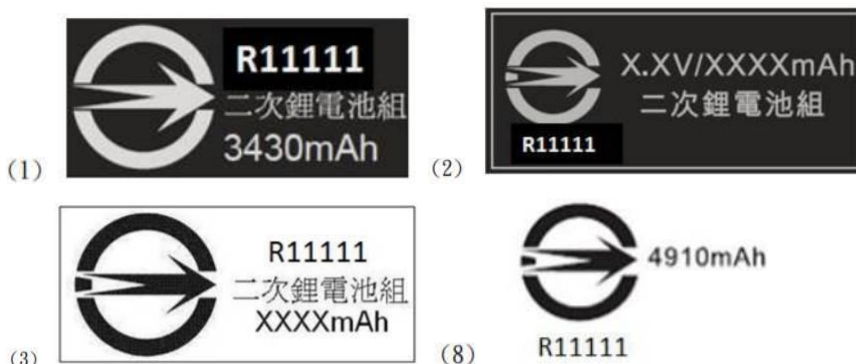 R11111
二次鋰電池組
3430mAh
(1)
X.XV/XXXXmAh
二次鋰電池組
R11111
(2)
R11111
二次鋰電池組
XXXXmAh
(3)
4910mAh
R11111
(8)